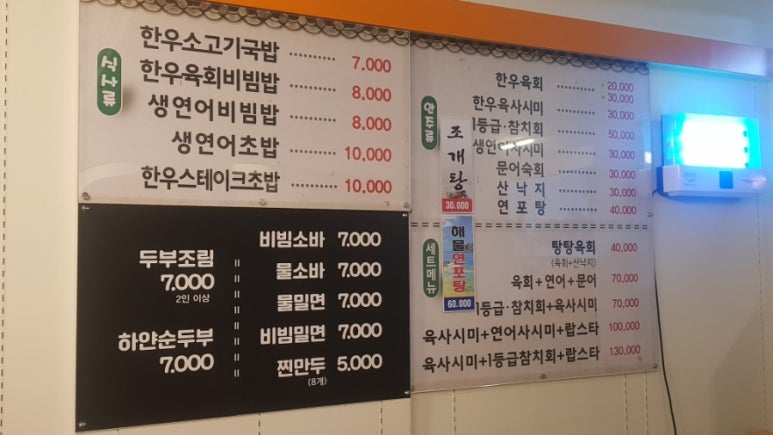 식사류
한우소고기국밥 ·········· 7.000
한우육회비빔밥 ·········· 8.000
생연어비빔밥 ·········· 8.000
생연어초밥 ·········· 10.000
한우스테이크초밥 ····· 10.000
두부조림
7.000
2인 이상
하얀순두부
7.000
비빔소바 7.000
물소바 7.000
물밀면 7.000
비빔밀면 7.000
찐만두 5.000
(8개)
안주류
한우육회 ·········· 20,000
30,000
한우육사시미 ·········· 30,000
1등급·참치회 ·········· 50,000
생연어사시미 ·········· 30,000
문어숙회 ·········· 30,000
산낙지 ·········· 30,000
연포탕 ·········· 40,000
조개탕
30.000
해물연포탕
60.000
세트메뉴
탕탕육회 40,000
(육회+산낙지)
육회+연어+문어 70,000
1등급·참치회+육사시미 70,000
육사시미+연어사시미+랍스타 100,000
육사시미+1등급참치회+랍스타 130,000